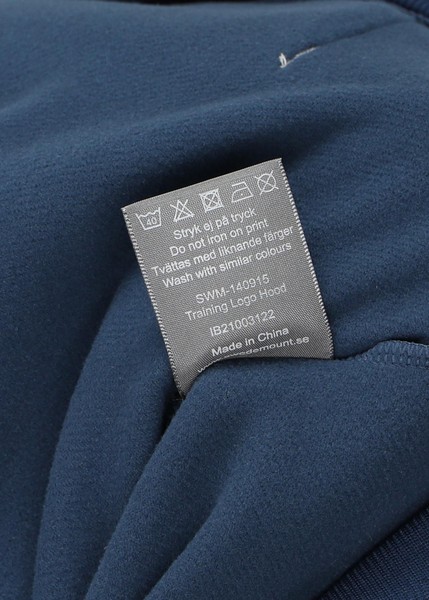 40
Stryk ej på tryck
Do not iron on print
Tvättas med liknande färger
Wash with similar colours
SWM-140915
Training Logo Hood
IB21003122
Made in China